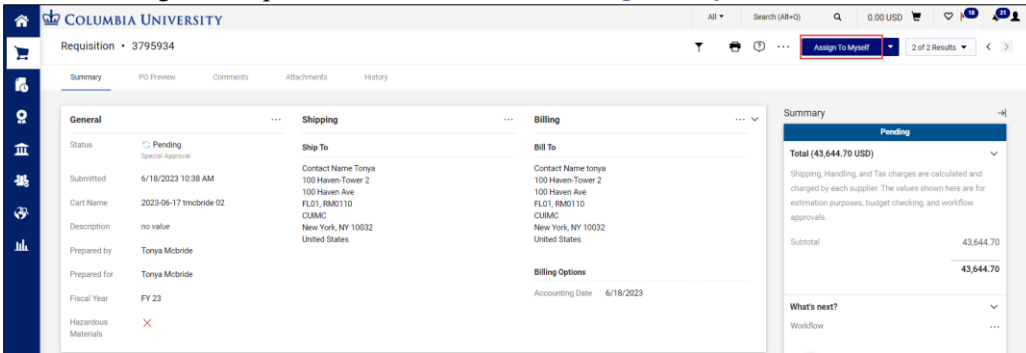 COLUMBIA UNIVERSITY
All
Search (Alt+Q)
0.00 USD
18
21
Requisition • 3795934
?
...
Assign To Myself
2 of 2 Results
Summary
PO Preview
Comments
Attachments
History
General
...
Status
Pending
Special Approval
Submitted
6/18/2023 10:38 AM
Cart Name
2023-06-17 tmcbride 02
Description
no value
Prepared by
Tonya Mcbride
Prepared for
Tonya Mcbride
Fiscal Year
FY 23
Hazardous
Materials
Shipping
...
Ship To
Contact Name Tonya
100 Haven-Tower 2
100 Haven Ave
FL01, RM0110
CUIMC
New York, NY 10032
United States
Billing
...
Bill To
Contact Name tonya
100 Haven-Tower 2
100 Haven Ave
FL01, RM0110
CUIMC
New York, NY 10032
United States
Billing Options
Accounting Date 6/18/2023
Summary
Pending
Total (43,644.70 USD)
Shipping, Handling, and Tax charges are calculated and
charged by each supplier. The values shown here are for
estimation purposes, budget checking, and workflow
approvals.
Subtotal
43,644.70
43,644.70
What's next?
Workflow
...